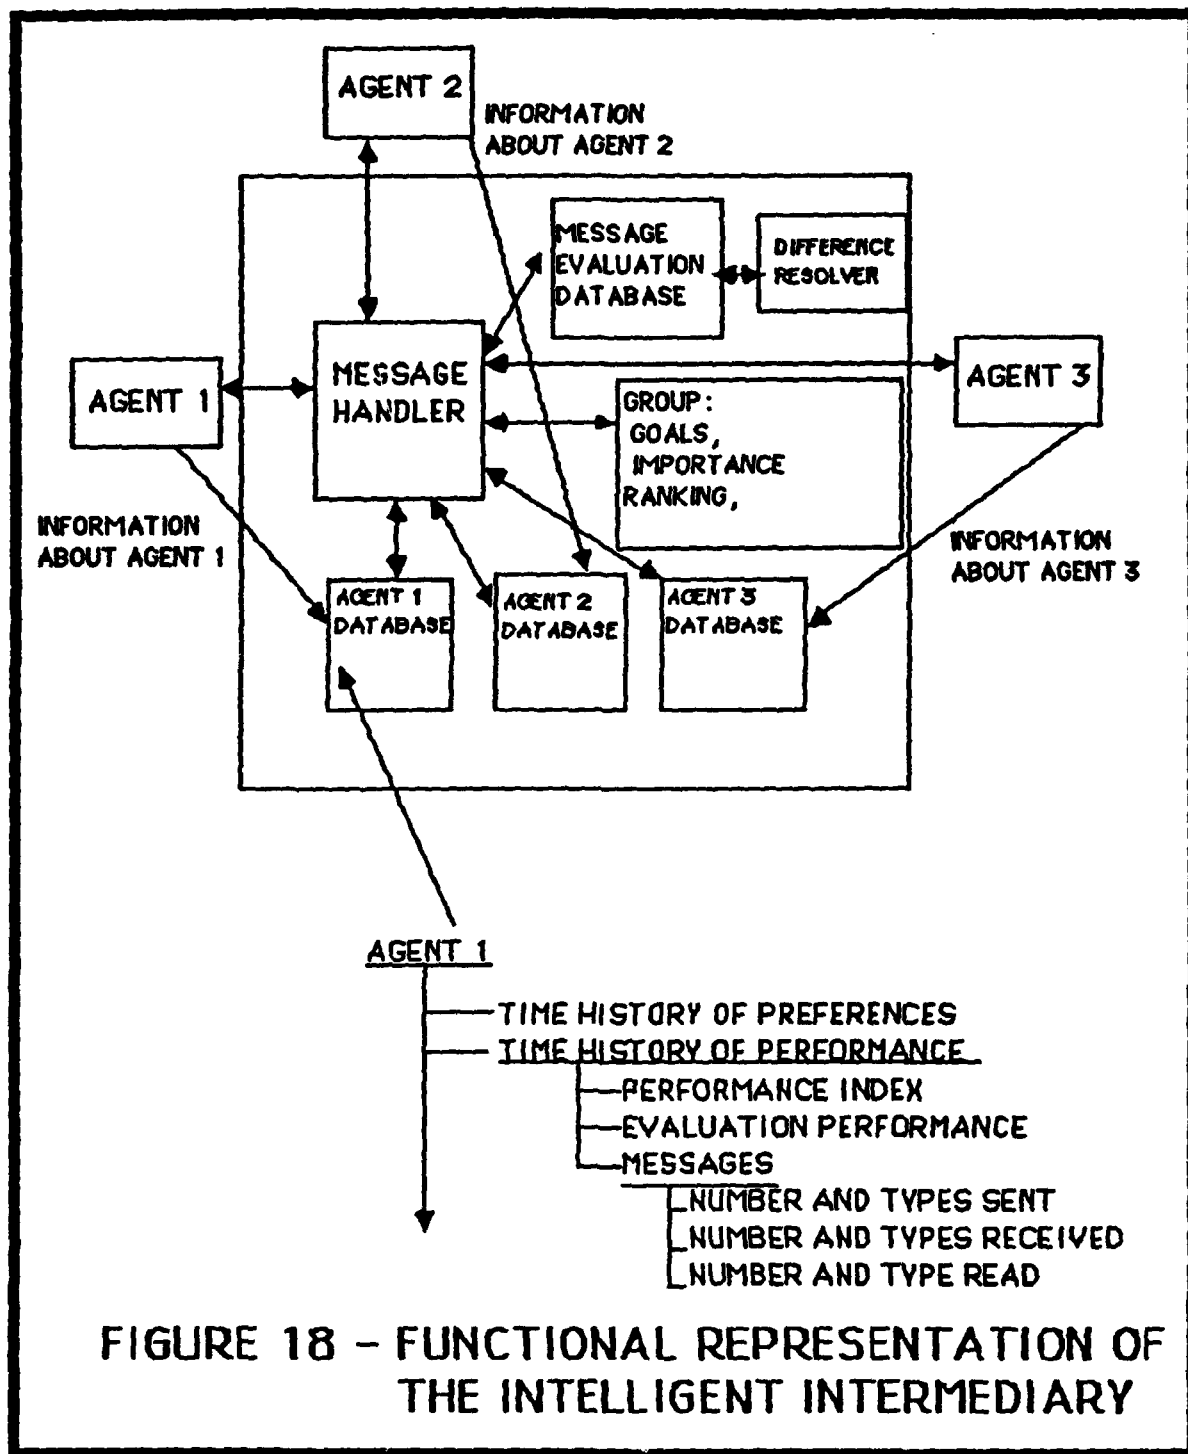 AGENT 2
INFORMATION
ABOUT AGENT 2
MESSAGE
EVALUATION
DATABASE
DIFFERENCE
RESOLVER
MESSAGE
HANDLER
AGENT 1
AGENT 3
GROUP:
GOALS,
IMPORTANCE
RANKING,
INFORMATION
ABOUT AGENT 1
INFORMATION
ABOUT AGENT 3
AGENT 1
DATABASE
AGENT 2
DATABASE
AGENT 3
DATABASE
AGENT 1
TIME HISTORY OF PREFERENCES
TIME HISTORY OF PERFORMANCE
PERFORMANCE INDEX
EVALUATION PERFORMANCE
MESSAGES
NUMBER AND TYPES SENT
NUMBER AND TYPES RECEIVED
NUMBER AND TYPE READ
FIGURE 18 - FUNCTIONAL REPRESENTATION OF
THE INTELLIGENT INTERMEDIARY